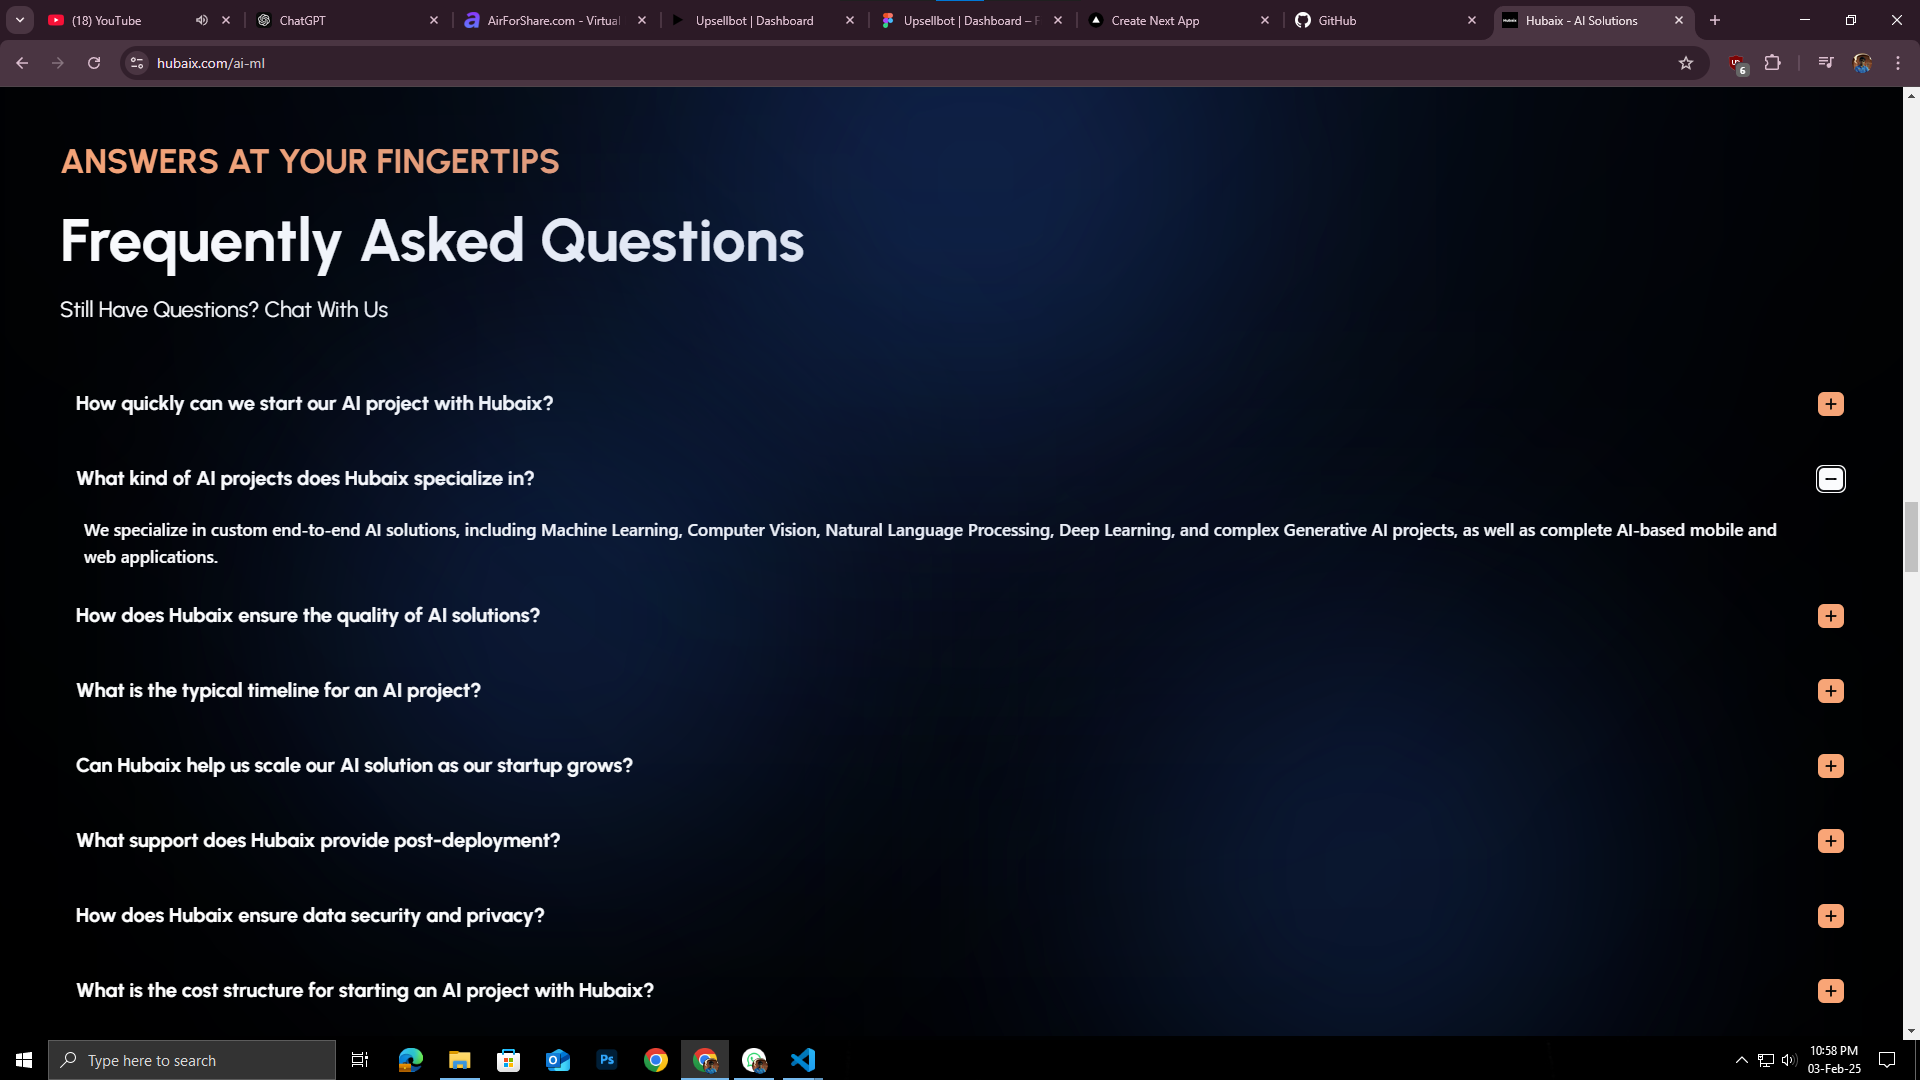 (18) YouTube
ChatGPT
AirForShare.com - Virtual
Upsellbot | Dashboard
Upsellbot | Dashboard – F
Create Next App
GitHub
Hubaix - AI Solutions
hubaix.com/ai-ml
6
ANSWERS AT YOUR FINGERTIPS
Frequently Asked Questions
Still Have Questions? Chat With Us
How quickly can we start our AI project with Hubaix?
What kind of AI projects does Hubaix specialize in?
We specialize in custom end-to-end AI solutions, including Machine Learning, Computer Vision, Natural Language Processing, Deep Learning, and complex Generative AI projects, as well as complete AI-based mobile and
web applications.
How does Hubaix ensure the quality of AI solutions?
What is the typical timeline for an AI project?
Can Hubaix help us scale our AI solution as our startup grows?
What support does Hubaix provide post-deployment?
How does Hubaix ensure data security and privacy?
What is the cost structure for starting an AI project with Hubaix?
Type here to search
Ps
10:58 PM
03-Feb-25